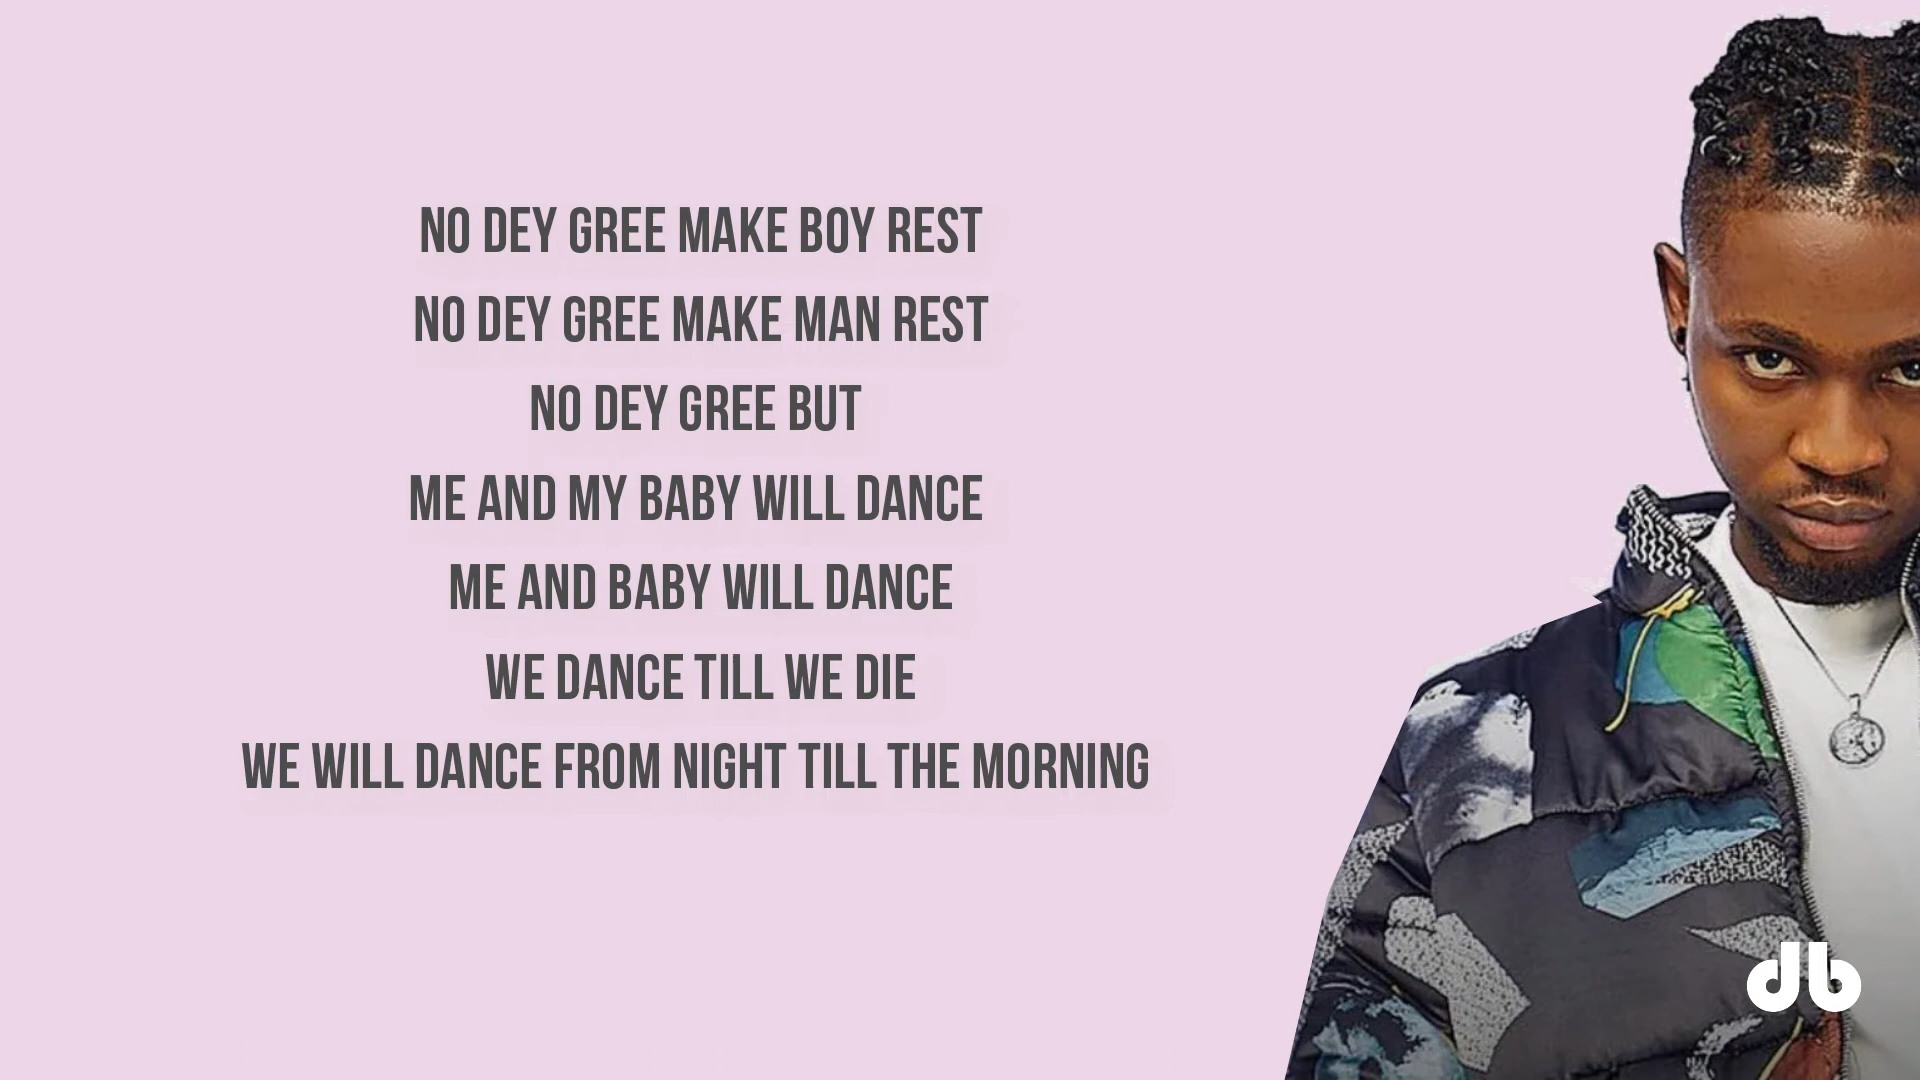 NO DEY GREE MAKE BOY REST
NO DEY GREE MAKE MAN REST
NO DEY GREE BUT
ME AND MY BABY WILL DANCE
ME AND BABY WILL DANCE
WE DANCE TILL WE DIE
WE WILL DANCE FROM NIGHT TILL THE MORNING
db